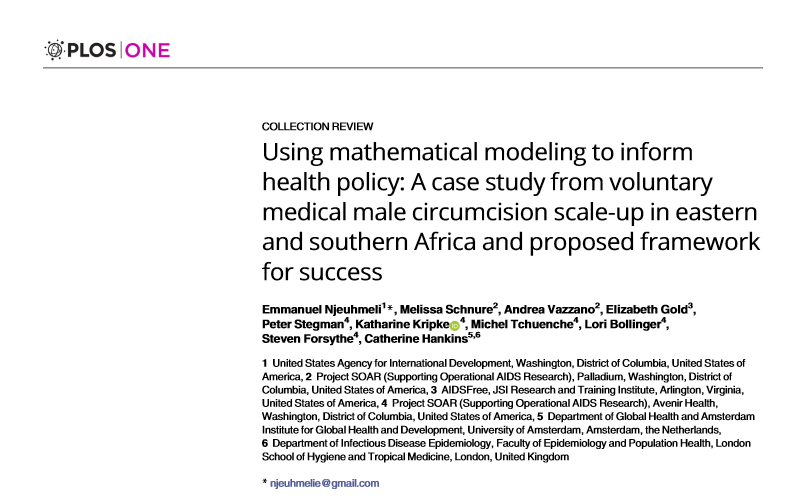 PLOS | ONE
COLLECTION REVIEW
Using mathematical modeling to inform
health policy: A case study from voluntary
medical male circumcision scale-up in eastern
and southern Africa and proposed framework
for success
Emmanuel Njeuhmeli1*, Melissa Schnure2, Andrea Vazzano2, Elizabeth Gold3,
Peter Stegman4, Katharine Kripke4, Michel Tchuenche4, Lori Bollinger4,
Steven Forsythe4, Catherine Hankins5,6
1 United States Agency for International Development, Washington, District of Columbia, United States of
America, 2 Project SOAR (Supporting Operational AIDS Research), Palladium, Washington, District of
Columbia, United States of America, 3 AIDSFree, JSI Research and Training Institute, Arlington, Virginia,
United States of America, 4 Project SOAR (Supporting Operational AIDS Research), Avenir Health,
Washington, District of Columbia, United States of America, 5 Department of Global Health and Amsterdam
Institute for Global Health and Development, University of Amsterdam, Amsterdam, the Netherlands,
6 Department of Infectious Disease Epidemiology, Faculty of Epidemiology and Population Health, London
School of Hygiene and Tropical Medicine, London, United Kingdom
* njeuhmelie@gmail.com